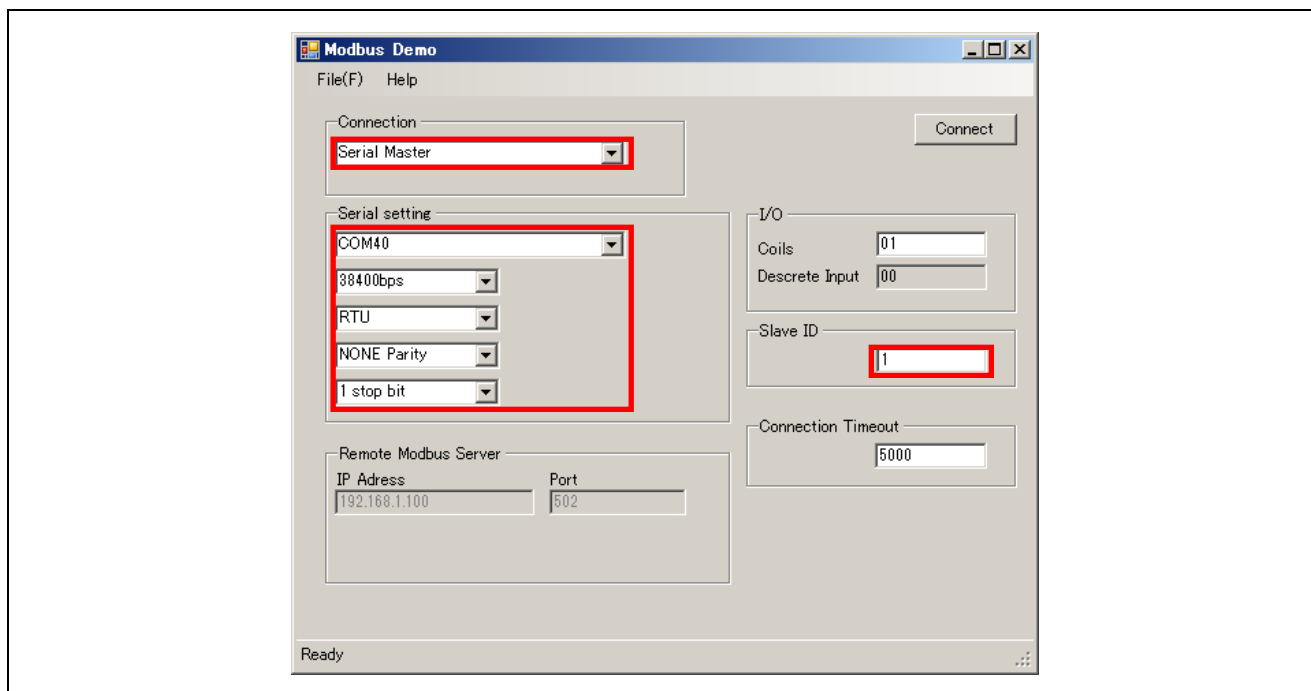 Modbus Demo
File(F) Help
Connection
Serial Master
Connect
Serial setting
COM40
38400bps
RTU
NONE Parity
1 stop bit
I/O
Coils 01
Descrete Input 00
Slave ID
1
Connection Timeout
5000
Remote Modbus Server
IP Adress Port
192.168.1.100 502
Ready